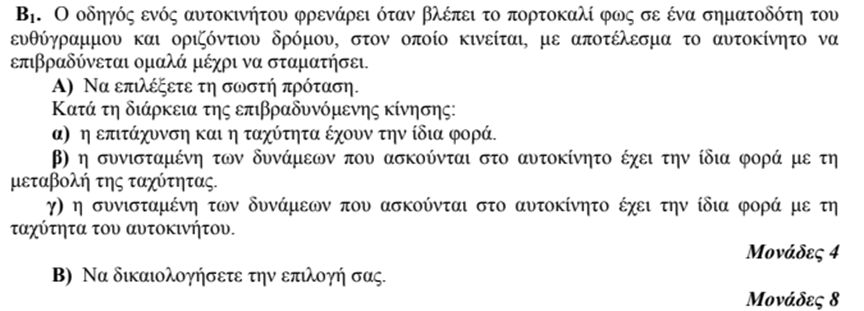 Β₁. Ο οδηγός ενός αυτοκινήτου φρενάρει όταν βλέπει το πορτοκαλί φως σε ένα σηματοδότη του
ευθύγραμμου και οριζόντιου δρόμου, στον οποίο κινείται, με αποτέλεσμα το αυτοκίνητο να
επιβραδύνεται ομαλά μέχρι να σταματήσει.
Α) Να επιλέξετε τη σωστή πρόταση.
Κατά τη διάρκεια της επιβραδυνόμενης κίνησης:
α) η επιτάχυνση και η ταχύτητα έχουν την ίδια φορά.
β) η συνισταμένη των δυνάμεων που ασκούνται στο αυτοκίνητο έχει την ίδια φορά με τη
μεταβολή της ταχύτητας.
γ) η συνισταμένη των δυνάμεων που ασκούνται στο αυτοκίνητο έχει την ίδια φορά με τη
ταχύτητα του αυτοκινήτου.
Μονάδες 4
Β) Να δικαιολογήσετε την επιλογή σας.
Μονάδες 8